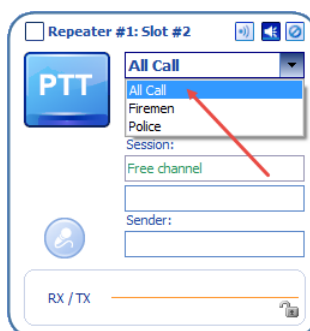 Repeater #1: Slot #2
PTT
All Call
All Call
Firemen
Police
Session:
Free channel
Sender:
RX / TX